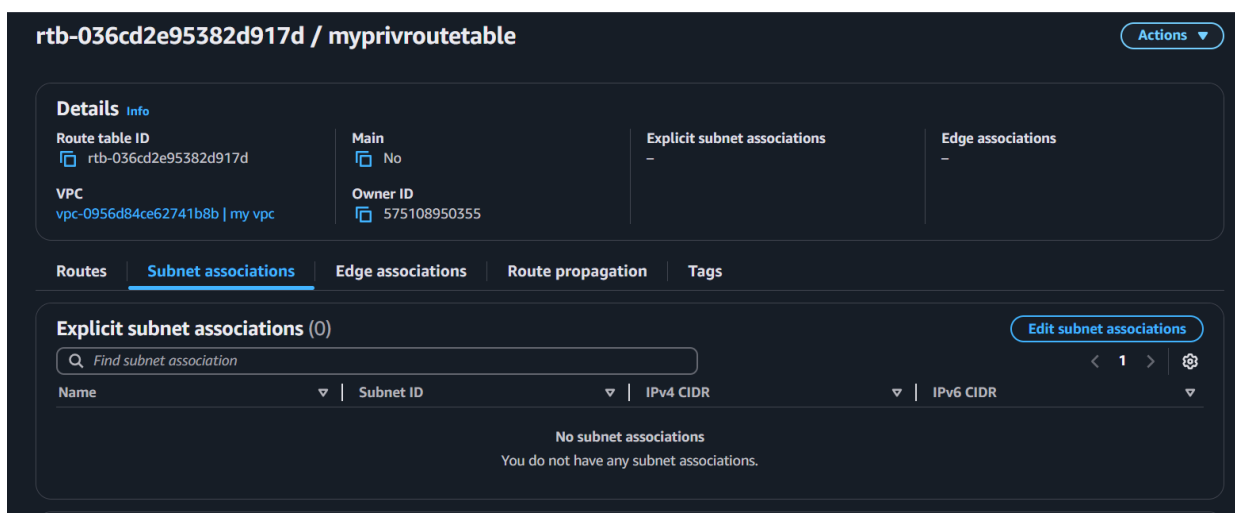 rtb-036cd2e95382d917d / myprivroutetable
Actions
Details Info
Route table ID
rtb-036cd2e95382d917d
Main
No
Explicit subnet associations
–
Edge associations
–
VPC
vpc-0956d84ce62741b8b | my vpc
Owner ID
575108950355
Routes Subnet associations Edge associations Route propagation Tags
Explicit subnet associations (0)
Edit subnet associations
Find subnet association
1
Name Subnet ID IPv4 CIDR IPv6 CIDR
No subnet associations
You do not have any subnet associations.